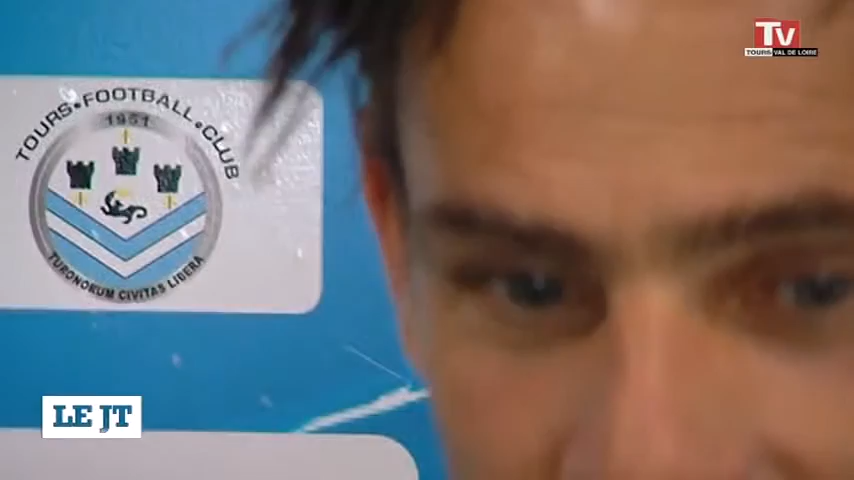 TV
TOURS VAL DE LOIRE
TOURS • FOOTBALL • CLUB
1951
TURONORUM CIVITAS LIBERA
LE JT